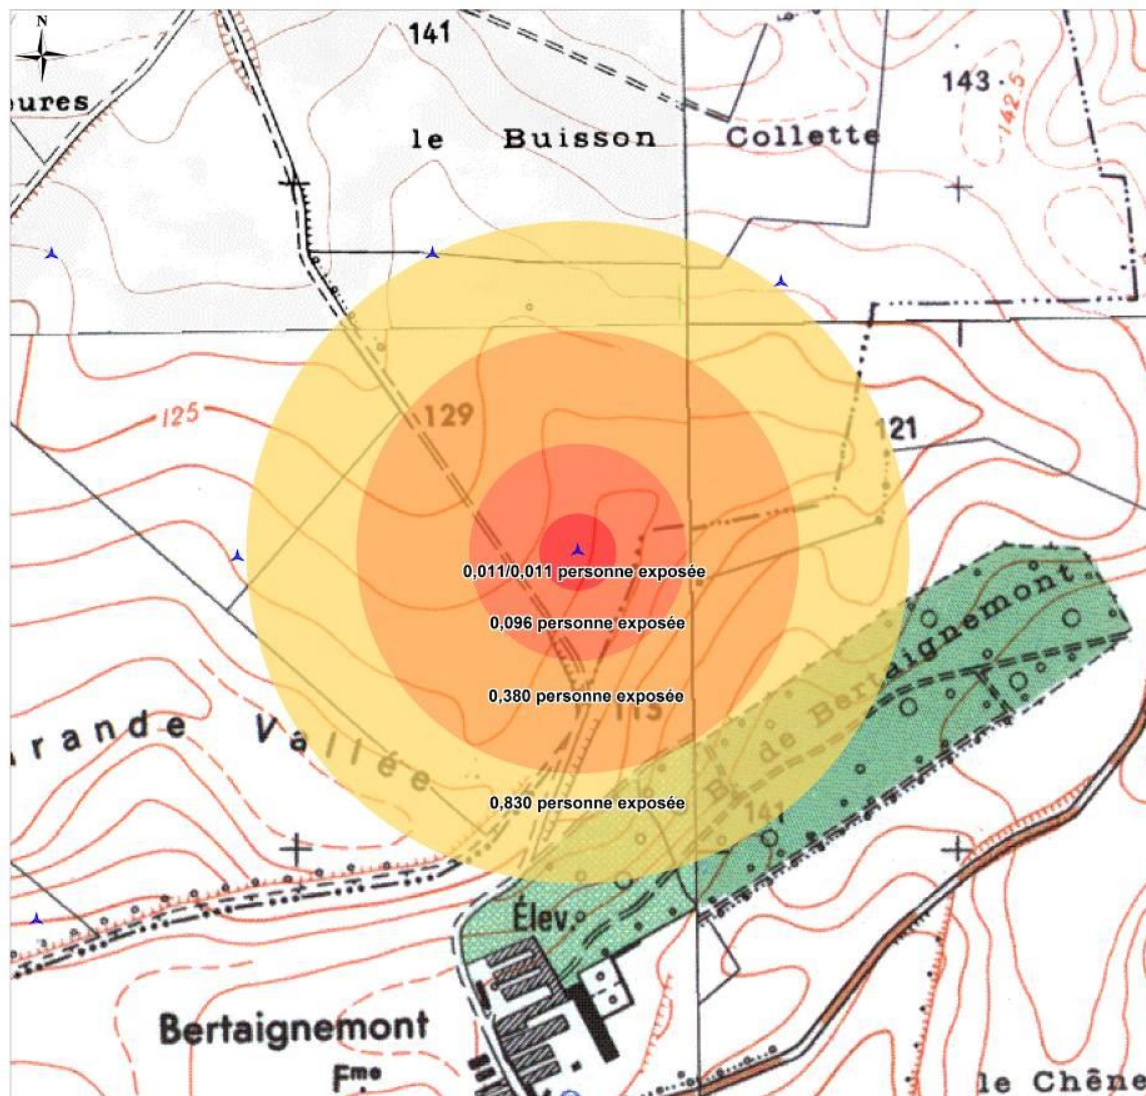 N
141
143
142.5
ures
le Buisson Collette
125
129
121
0,011/0,011 personne exposée
0,096 personne exposée
0,380 personne exposée
115
rande Vallée
Bs de Bertaignemont
0,830 personne exposée
141
Élev.
Bertaignemont
Fme
le Chêne